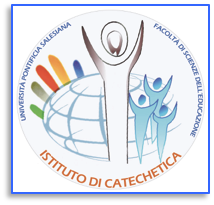 UNIVERSITÀ PONTIFICIA SALESIANA
FACOLTÀ DI SCIENZE DELL'EDUCAZIONE
ISTITUTO DI CATECHETICA